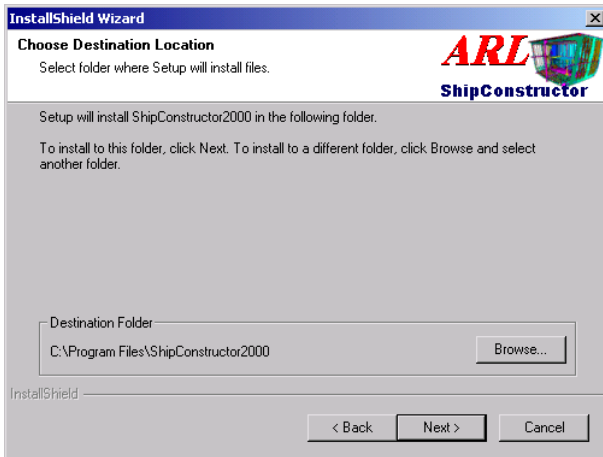 InstallShield Wizard
Choose Destination Location
Select folder where Setup will install files.
ARL
ShipConstructor
Setup will install ShipConstructor2000 in the following folder.
To install to this folder, click Next. To install to a different folder, click Browse and select
another folder.
Destination Folder
C:\Program Files\ShipConstructor2000
Browse...
InstallShield
< Back
Next >
Cancel